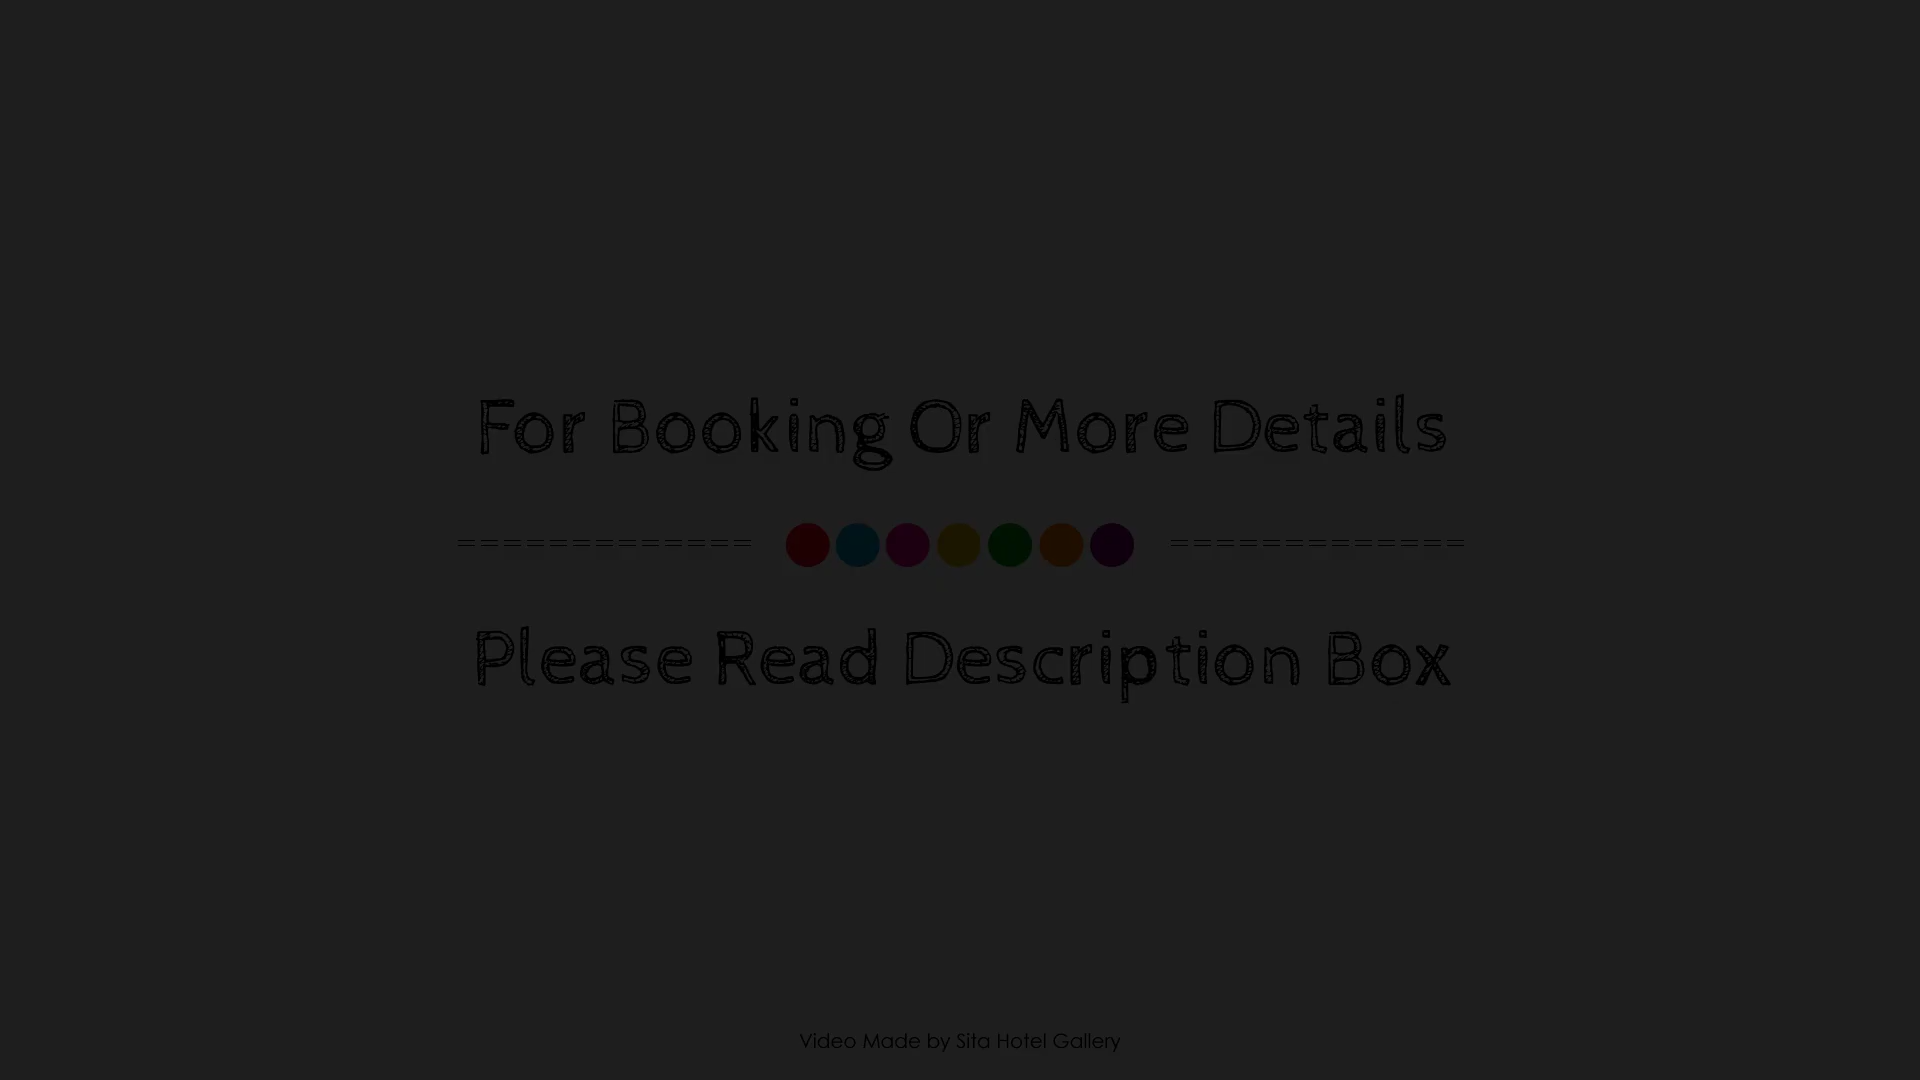 For Booking Or More Details
============= =============
Please Read Description Box
Video Made by Sita Hotel Gallery